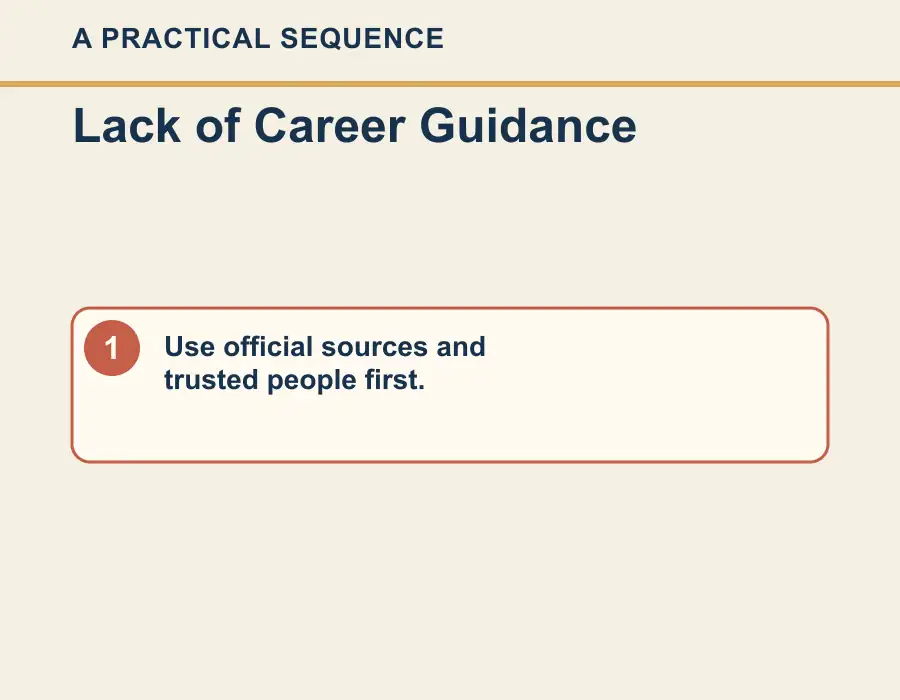 A PRACTICAL SEQUENCE
Lack of Career Guidance
1
Use official sources and
trusted people first.